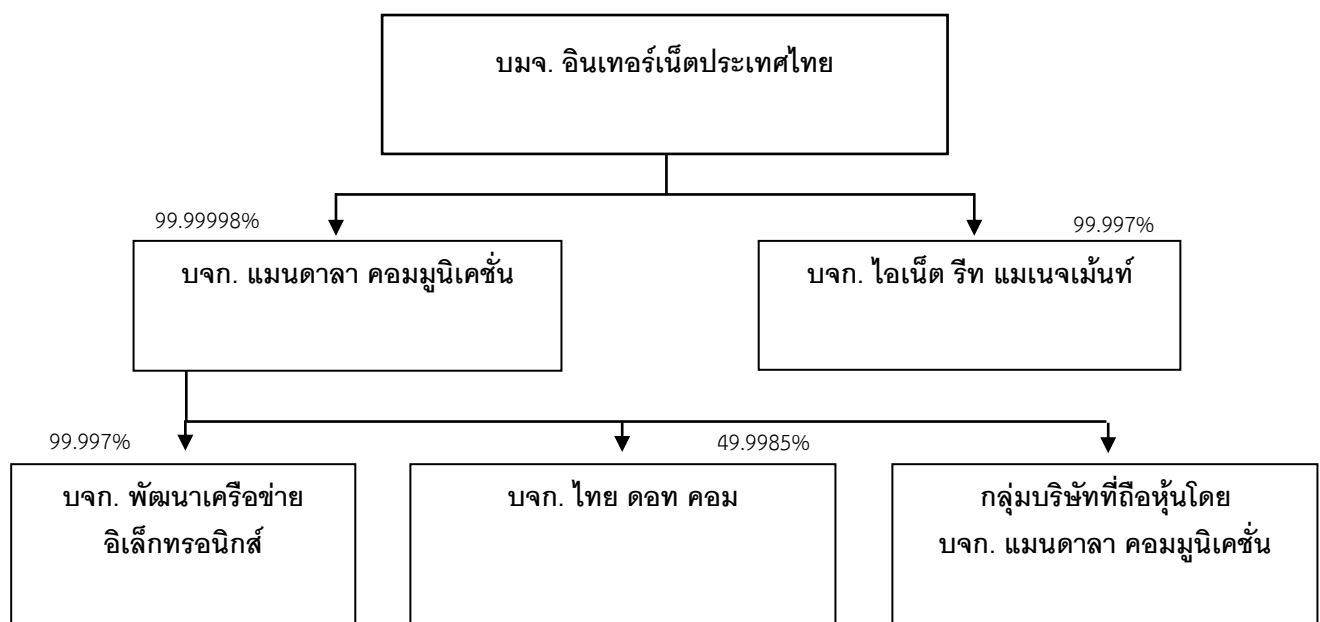 บมจ. อินเทอร์เน็ตประเทศไทย
99.99998%
99.997%
บจก. แมนดาลา คอมมูนิเคชั่น
บจก. ไอเน็ต รีท แมเนจเม้นท์
99.997%
49.9985%
บจก. พัฒนาเครือข่าย
อิเล็กทรอนิกส์
บจก. ไทย ดอท คอม
กลุ่มบริษัทที่ถือหุ้นโดย
บจก. แมนดาลา คอมมูนิเคชั่น